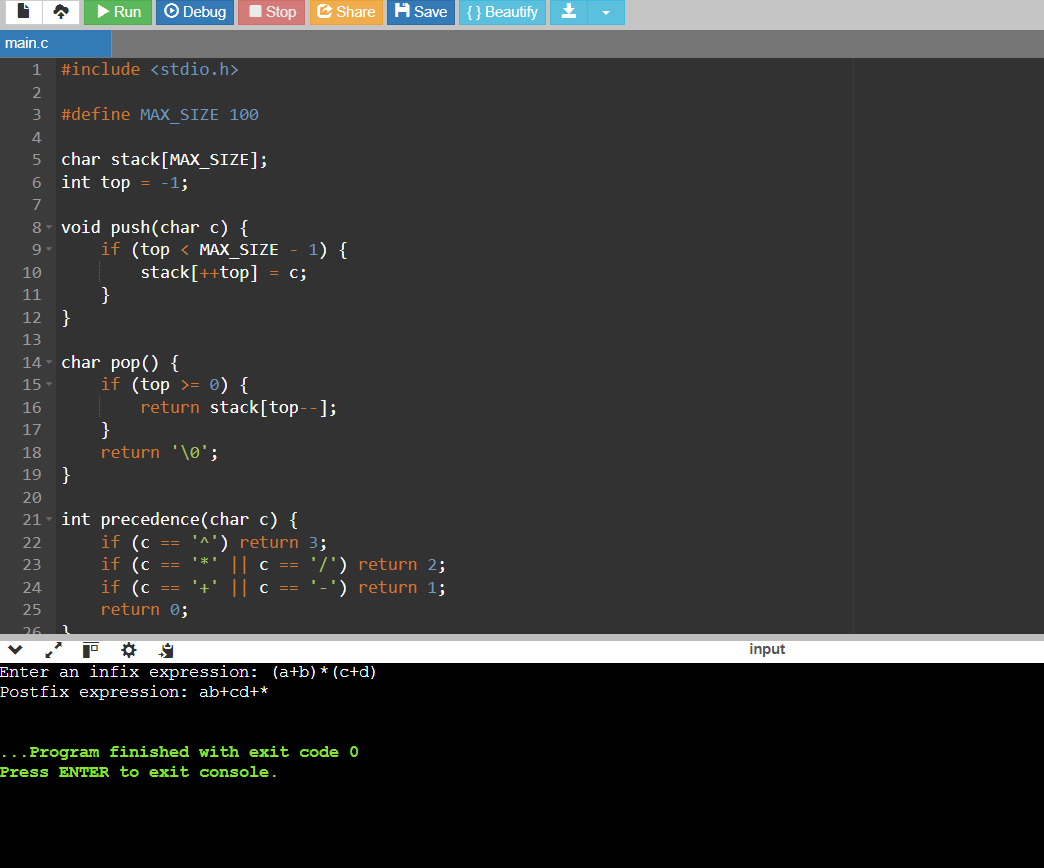 Run Debug Stop Share Save { } Beautify
main.c
1 #include <stdio.h>
2
3 #define MAX_SIZE 100
4
5 char stack[MAX_SIZE];
6 int top = -1;
7
8 void push(char c) {
9 if (top < MAX_SIZE - 1) {
10 stack[++top] = c;
11 }
12 }
13
14 char pop() {
15 if (top >= 0) {
16 return stack[top--];
17 }
18 return '\0';
19 }
20
21 int precedence(char c) {
22 if (c == '^') return 3;
23 if (c == '*' || c == '/') return 2;
24 if (c == '+' || c == '-') return 1;
25 return 0;
26 }
input
Enter an infix expression: (a+b)*(c+d)
Postfix expression: ab+cd+*
...Program finished with exit code 0
Press ENTER to exit console.